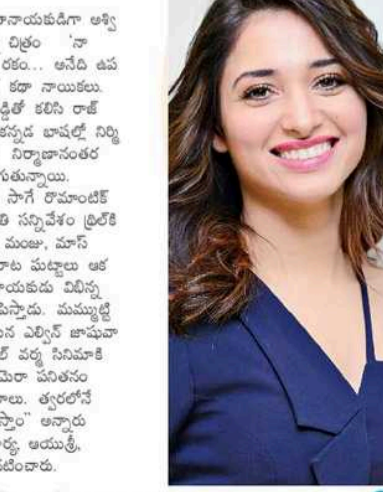 ానాయకుడిగా అశ్వి
చిత్రం 'నా
రకం... అనేది ఉప
కథా నాయికలు.
డ్డితో కలిసి రాజ్
కన్నడ భాషల్లో నిర్మి
నిర్మాణానంతర
గుతున్నాయి.
సాగే రొమాంటిక్
తి సన్నివేశం థ్రిల్‌కి
మంజు, మాస్
రాట ఘట్టాలు ఆక
ాయకుడు విభిన్న
పిస్తాడు. మమ్ముట్టి
న ఎల్విన్ జాషువా
ల్ వర్మ సినిమాకి
మెరా పనితనం
ాలు. త్వరలోనే
స్తాం" అన్నారు
ార్య, ఆయుశ్రీ,
టించారు.